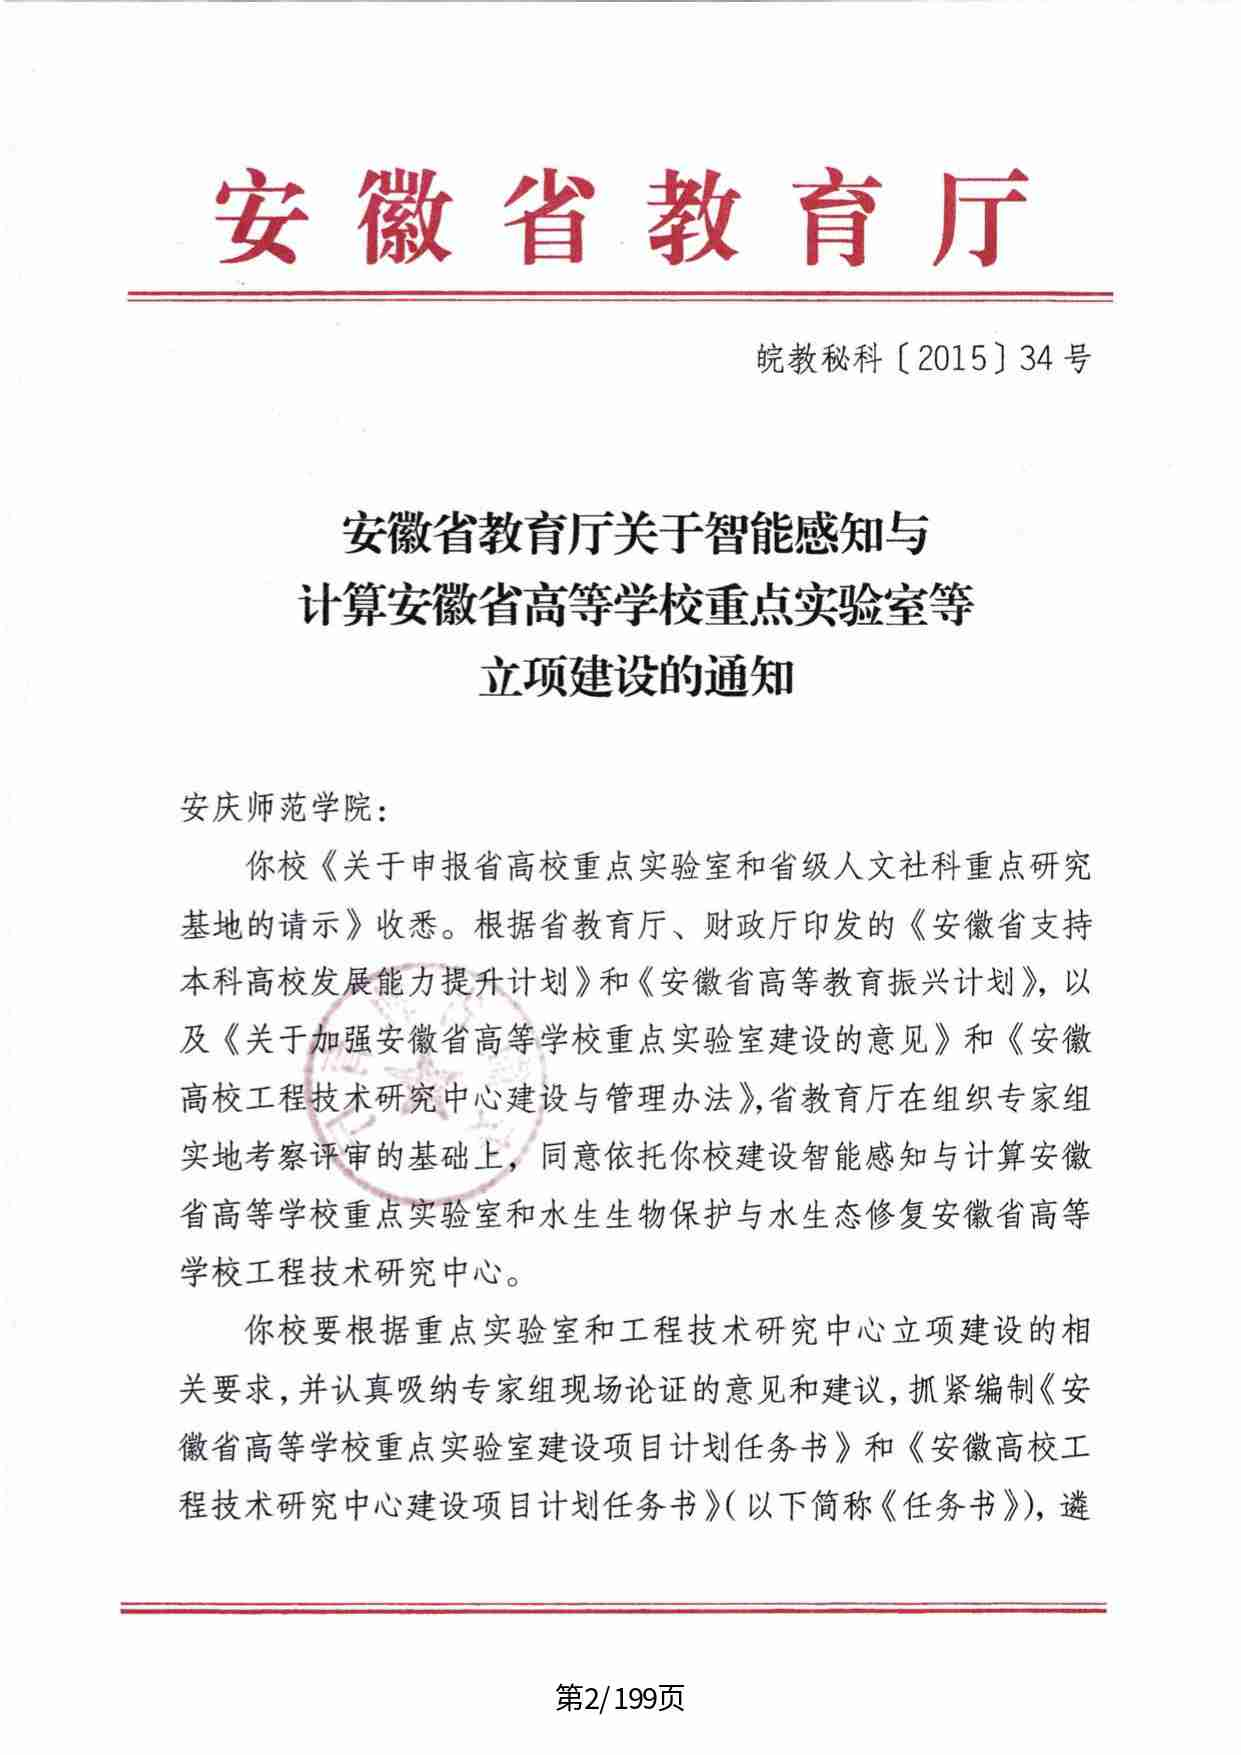 安徽省教育厅
皖教秘科〔2015〕34号
安徽省教育厅关于智能感知与
计算安徽省高等学校重点实验室等
立项建设的通知
安庆师范学院：
你校《关于申报省高校重点实验室和省级人文社科重点研究
基地的请示》收悉。根据省教育厅、财政厅印发的《安徽省支持
本科高校发展能力提升计划》和《安徽省高等教育振兴计划》，以
及《关于加强安徽省高等学校重点实验室建设的意见》和《安徽
高校工程技术研究中心建设与管理办法》，省教育厅在组织专家组
实地考察评审的基础上，同意依托你校建设智能感知与计算安徽
省高等学校重点实验室和水生生物保护与水生态修复安徽省高等
学校工程技术研究中心。
你校要根据重点实验室和工程技术研究中心立项建设的相
关要求，并认真吸纳专家组现场论证的意见和建议，抓紧编制《安
徽省高等学校重点实验室建设项目计划任务书》和《安徽高校工
程技术研究中心建设项目计划任务书》（以下简称《任务书》），遴
第2/199页